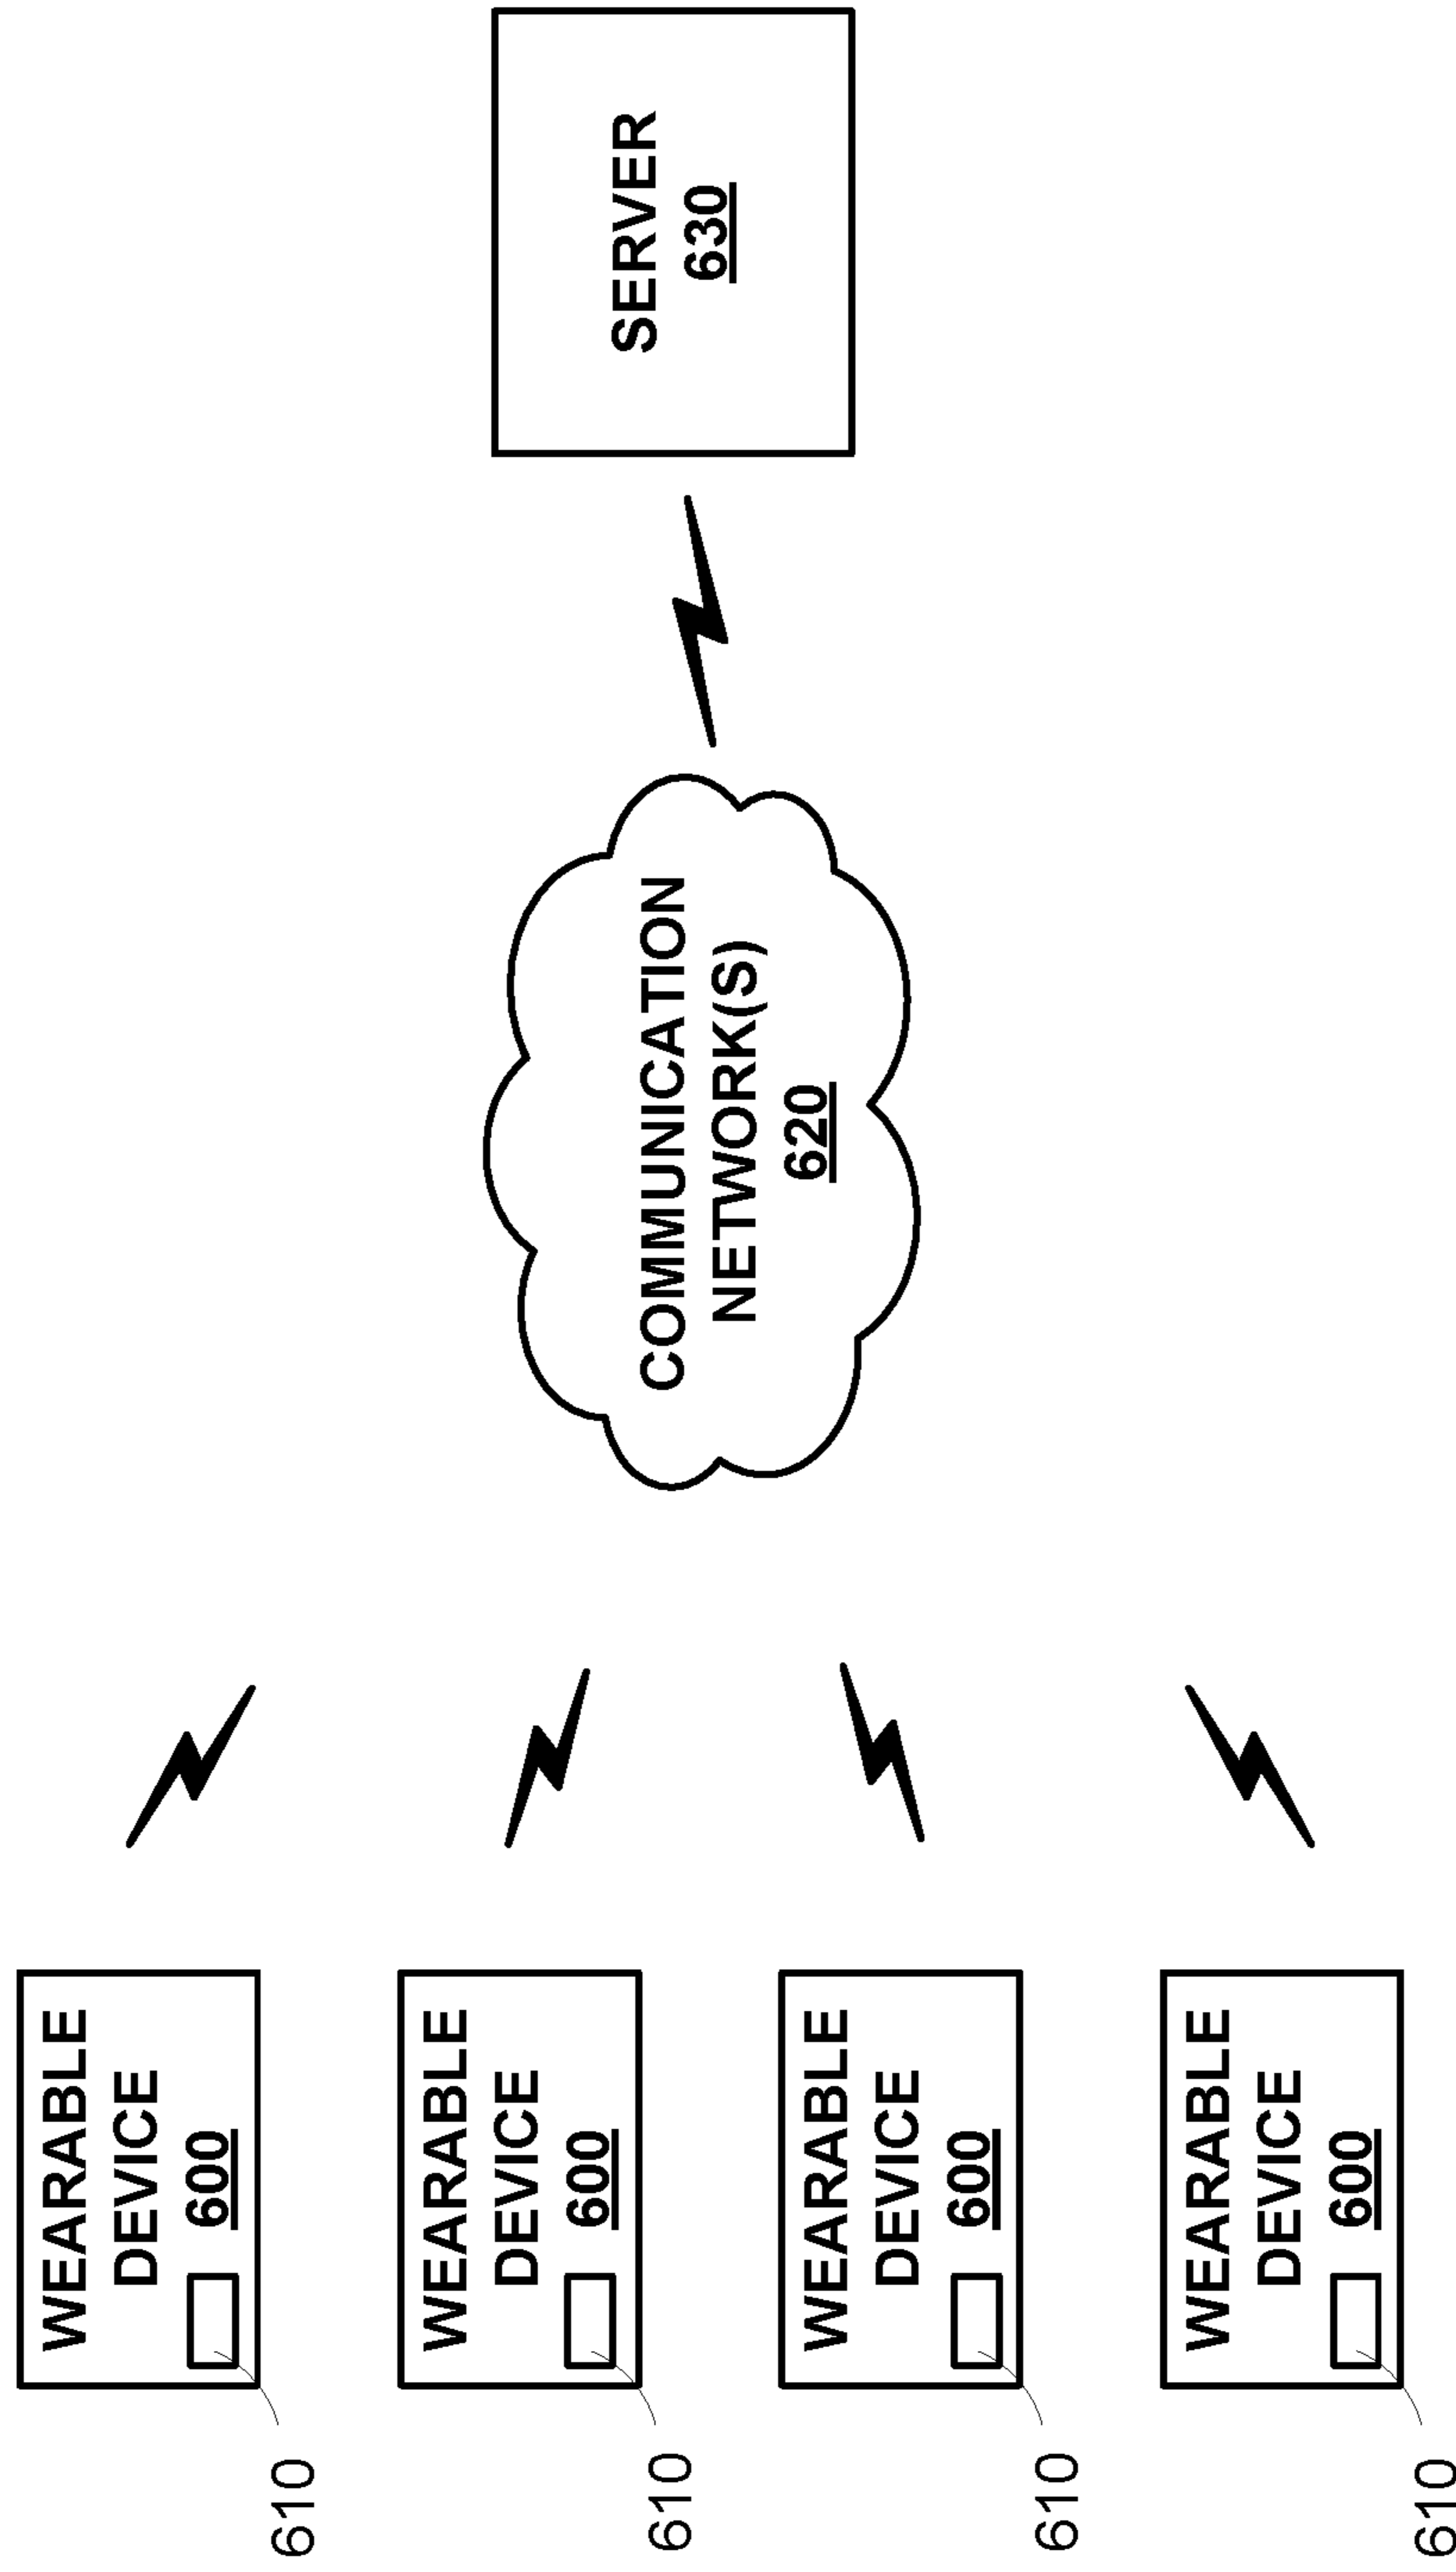 WEARABLE
DEVICE
600
610
WEARABLE
DEVICE
600
610
WEARABLE
DEVICE
600
610
WEARABLE
DEVICE
600
610
COMMUNICATION
NETWORK(S)
620
SERVER
630